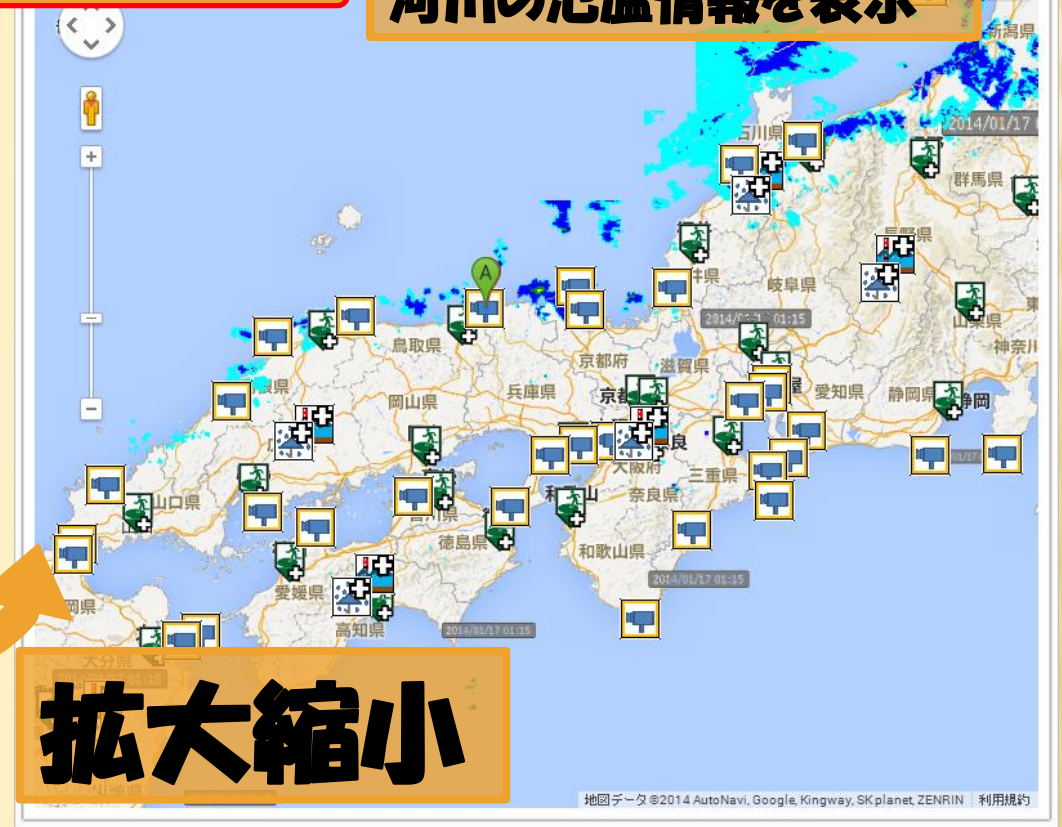 河川の氾濫情報を表示
新潟県
2014/01/17
石川県
群馬県
長野県
井県
岐阜県
A
01:15
山梨県
鳥取県
京都府
滋賀県
神奈川
兵庫県
愛知県
静岡県
静岡
岡山県
大阪府
三重県
奈良県
山口県
徳島県
和歌山県
2014/01/17 01:15
愛媛県
高知県
2014/01/17 01:15
大分県
拡大縮小
地図データ ©2014 AutoNavi, Google, Kingway, SK planet, ZENRIN 利用規約